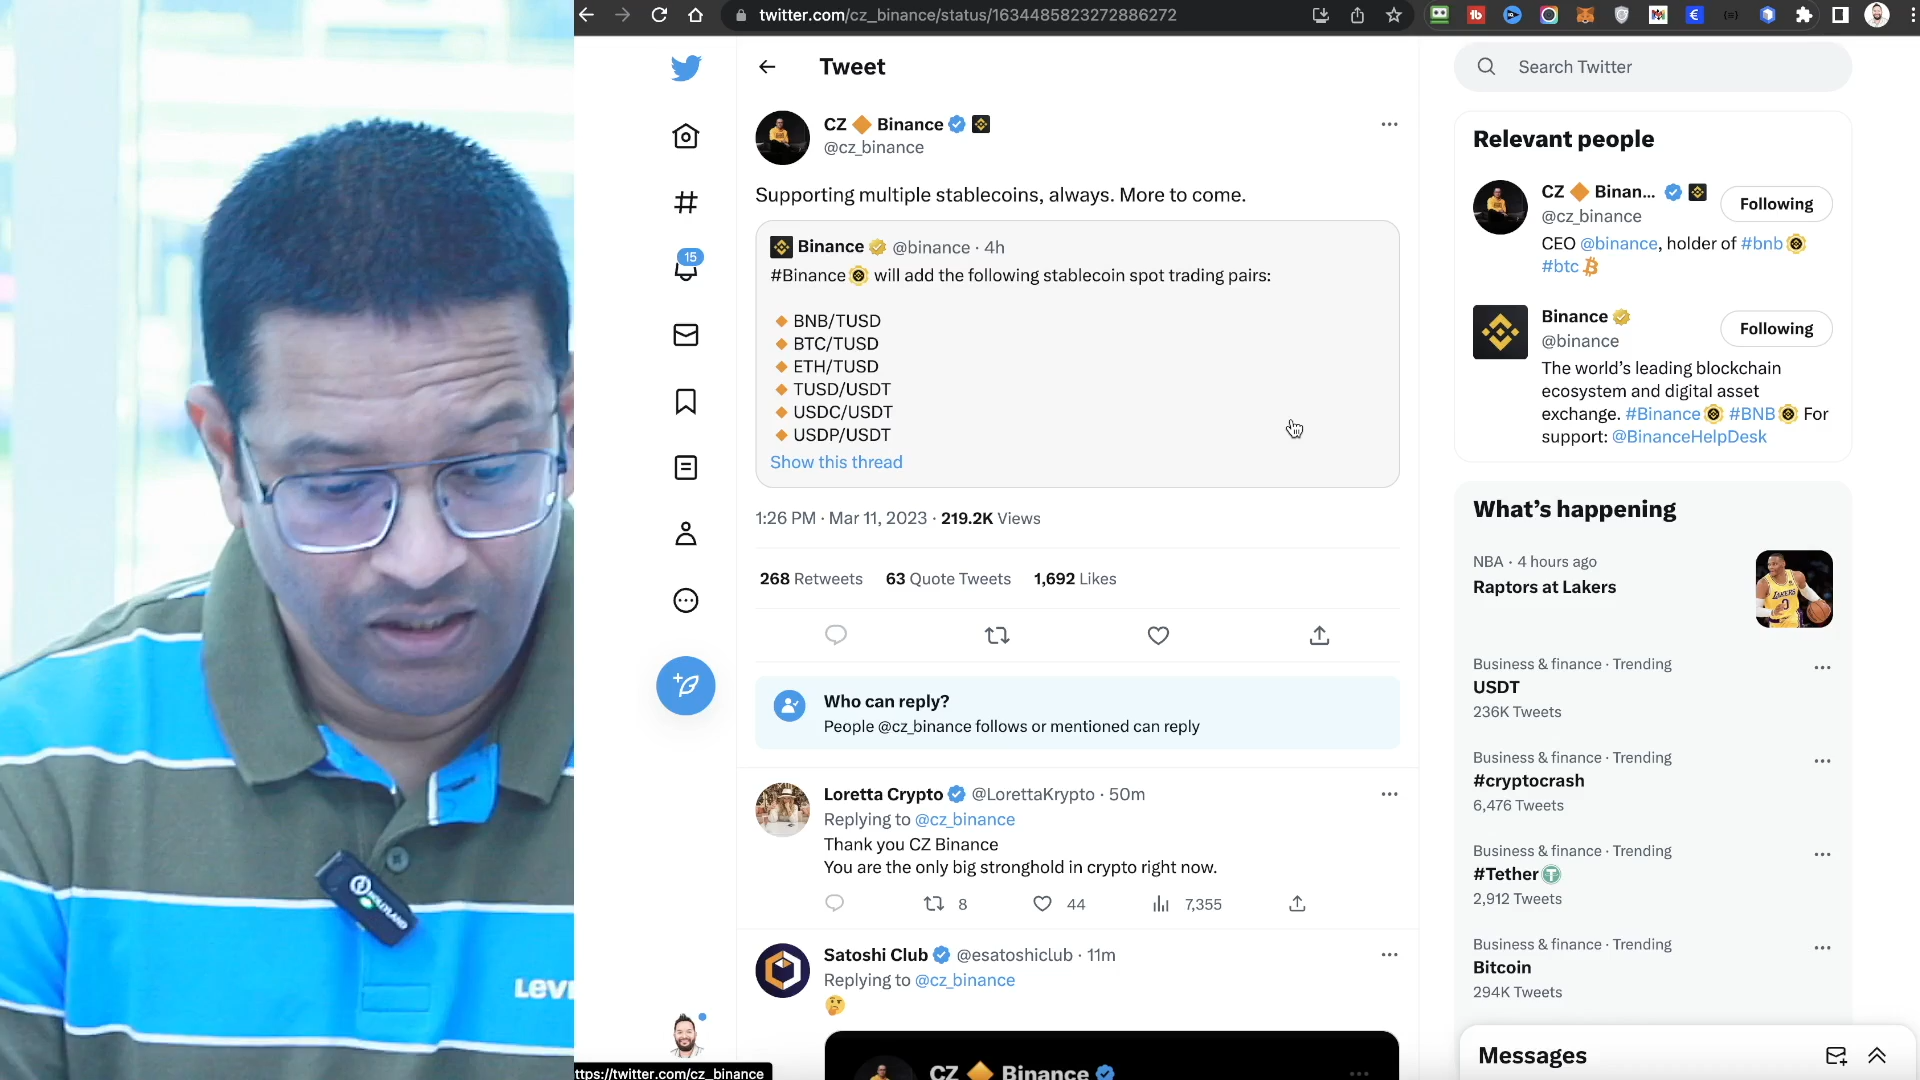 twitter.com/cz_binance/status/1634485823272886272
Tweet
Search Twitter
CZ 🔶 Binance
@cz_binance
Supporting multiple stablecoins, always. More to come.
Binance @binance · 4h
#Binance will add the following stablecoin spot trading pairs:
🔸 BNB/TUSD
🔸 BTC/TUSD
🔸 ETH/TUSD
🔸 TUSD/USDT
🔸 USDC/USDT
🔸 USDP/USDT
Show this thread
1:26 PM · Mar 11, 2023 · 219.2K Views
268 Retweets 63 Quote Tweets 1,692 Likes
Who can reply?
People @cz_binance follows or mentioned can reply
Loretta Crypto @LorettaKrypto · 50m
Replying to @cz_binance
Thank you CZ Binance
You are the only big stronghold in crypto right now.
8 44 7,355
Satoshi Club @esatoshiclub · 11m
Replying to @cz_binance
🤔
CZ 🔶 Binance
15
ttps://twitter.com/cz_binance
Relevant people
CZ 🔶 Binan...
Following
@cz_binance
CEO @binance, holder of #bnb
#btc
Binance
Following
@binance
The world's leading blockchain
ecosystem and digital asset
exchange. #Binance #BNB For
support: @BinanceHelpDesk
What's happening
NBA · 4 hours ago
Raptors at Lakers
Business & finance · Trending
USDT
236K Tweets
Business & finance · Trending
#cryptocrash
6,476 Tweets
Business & finance · Trending
#Tether
2,912 Tweets
Business & finance · Trending
Bitcoin
294K Tweets
Messages
HOLLYLAND
Levi